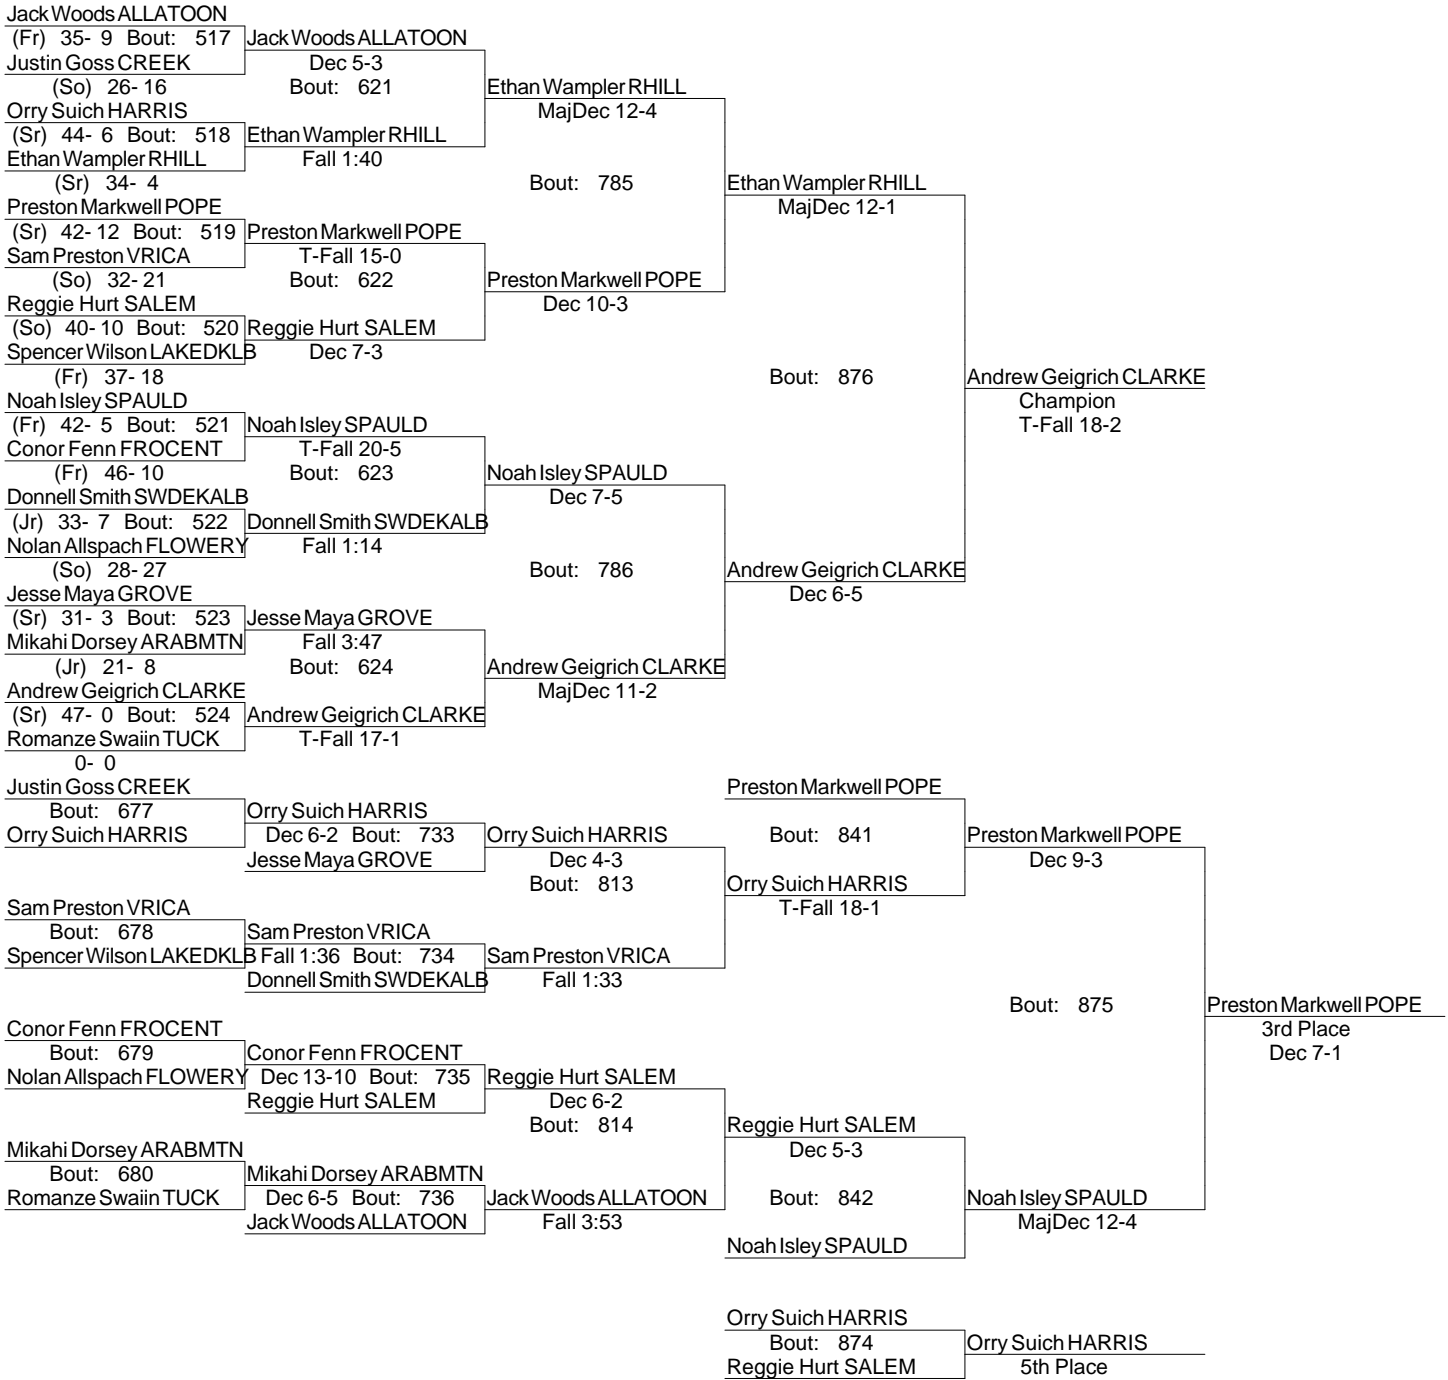 Jack Woods ALLATOON
(Fr) 35- 9 Bout: 517 Jack Woods ALLATOON
Justin Goss CREEK Dec 5-3
(So) 26- 16 Bout: 621 Ethan Wampler RHILL
Orry Suich HARRIS MajDec 12-4
(Sr) 44- 6 Bout: 518 Ethan Wampler RHILL
Ethan Wampler RHILL Fall 1:40
(Sr) 34- 4 Bout: 785 Ethan Wampler RHILL
Preston Markwell POPE MajDec 12-1
(Sr) 42- 12 Bout: 519 Preston Markwell POPE
Sam Preston VRICA T-Fall 15-0
(So) 32- 21 Bout: 622 Preston Markwell POPE
Reggie Hurt SALEM Dec 10-3
(So) 40- 10 Bout: 520 Reggie Hurt SALEM
Spencer Wilson LAKEDKLB Dec 7-3
(Fr) 37- 18 Bout: 876 Andrew Geigrich CLARKE
Noah Isley SPAULD Champion
(Fr) 42- 5 Bout: 521 Noah Isley SPAULD T-Fall 18-2
Conor Fenn FROCENT T-Fall 20-5
(Fr) 46- 10 Bout: 623 Noah Isley SPAULD
Donnell Smith SWDEKALB Dec 7-5
(Jr) 33- 7 Bout: 522 Donnell Smith SWDEKALB
Nolan Allspach FLOWERY Fall 1:14
(So) 28- 27 Bout: 786 Andrew Geigrich CLARKE
Jesse Maya GROVE Dec 6-5
(Sr) 31- 3 Bout: 523 Jesse Maya GROVE
Mikahi Dorsey ARABMTN Fall 3:47
(Jr) 21- 8 Bout: 624 Andrew Geigrich CLARKE
Andrew Geigrich CLARKE MajDec 11-2
(Sr) 47- 0 Bout: 524 Andrew Geigrich CLARKE
Romanze Swaiin TUCK T-Fall 17-1
0- 0
Justin Goss CREEK Preston Markwell POPE
Bout: 677 Orry Suich HARRIS
Orry Suich HARRIS Dec 6-2 Bout: 733 Orry Suich HARRIS Bout: 841 Preston Markwell POPE
Jesse Maya GROVE Dec 4-3 Dec 9-3
Bout: 813 Orry Suich HARRIS
Sam Preston VRICA T-Fall 18-1
Bout: 678 Sam Preston VRICA
Spencer Wilson LAKEDKLB Fall 1:36 Bout: 734 Sam Preston VRICA
Donnell Smith SWDEKALB Fall 1:33
Bout: 875 Preston Markwell POPE
Conor Fenn FROCENT 3rd Place
Bout: 679 Conor Fenn FROCENT Dec 7-1
Nolan Allspach FLOWERY Dec 13-10 Bout: 735 Reggie Hurt SALEM
Reggie Hurt SALEM Dec 6-2
Bout: 814 Reggie Hurt SALEM
Mikahi Dorsey ARABMTN Dec 5-3
Bout: 680 Mikahi Dorsey ARABMTN
Romanze Swaiin TUCK Dec 6-5 Bout: 736 Jack Woods ALLATOON Bout: 842 Noah Isley SPAULD
Jack Woods ALLATOON Fall 3:53 MajDec 12-4
Noah Isley SPAULD
Orry Suich HARRIS
Bout: 874 Orry Suich HARRIS
Reggie Hurt SALEM 5th Place